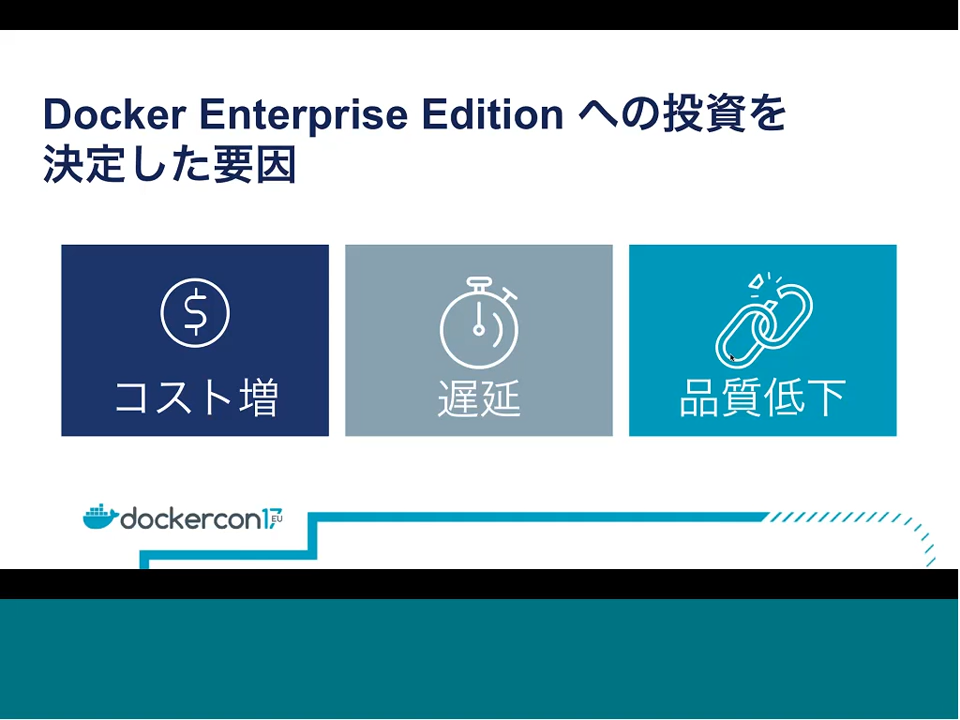 Docker Enterprise Edition への投資を
決定した要因
$
コスト増
遅延
品質低下
dockercon17
EU